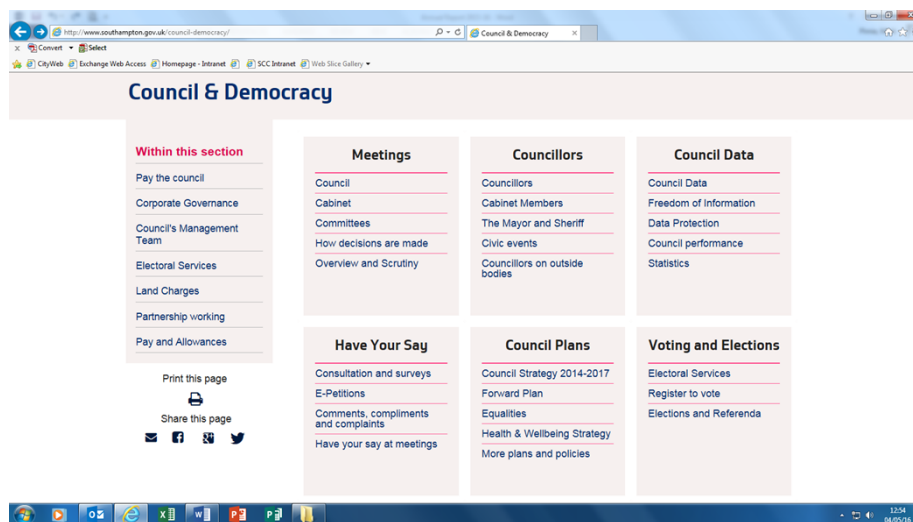 http://www.southampton.gov.uk/council-democracy/
Council & Democracy
Convert
Select
CityWeb
Exchange Web Access
Homepage - Intranet
SCC Intranet
Web Slice Gallery
Council & Democracy
Within this section
Pay the council
Corporate Governance
Council's Management
Team
Electoral Services
Land Charges
Partnership working
Pay and Allowances
Print this page
Share this page
Meetings
Council
Cabinet
Committees
How decisions are made
Overview and Scrutiny
Councillors
Councillors
Cabinet Members
The Mayor and Sheriff
Civic events
Councillors on outside
bodies
Council Data
Council Data
Freedom of Information
Data Protection
Council performance
Statistics
Have Your Say
Consultation and surveys
E-Petitions
Comments, compliments
and complaints
Have your say at meetings
Council Plans
Council Strategy 2014-2017
Forward Plan
Equalities
Health & Wellbeing Strategy
More plans and policies
Voting and Elections
Electoral Services
Register to vote
Elections and Referenda
12:54
04/05/16